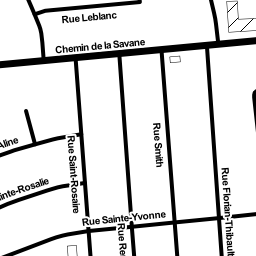 Rue Leblanc
Chemin de la Savane
Aline
Rue Smith
Rue Saint-Rosaire
inte-Rosalie
Rue Florian-Thibault
Rue Sainte-Yvonne
Rue Re